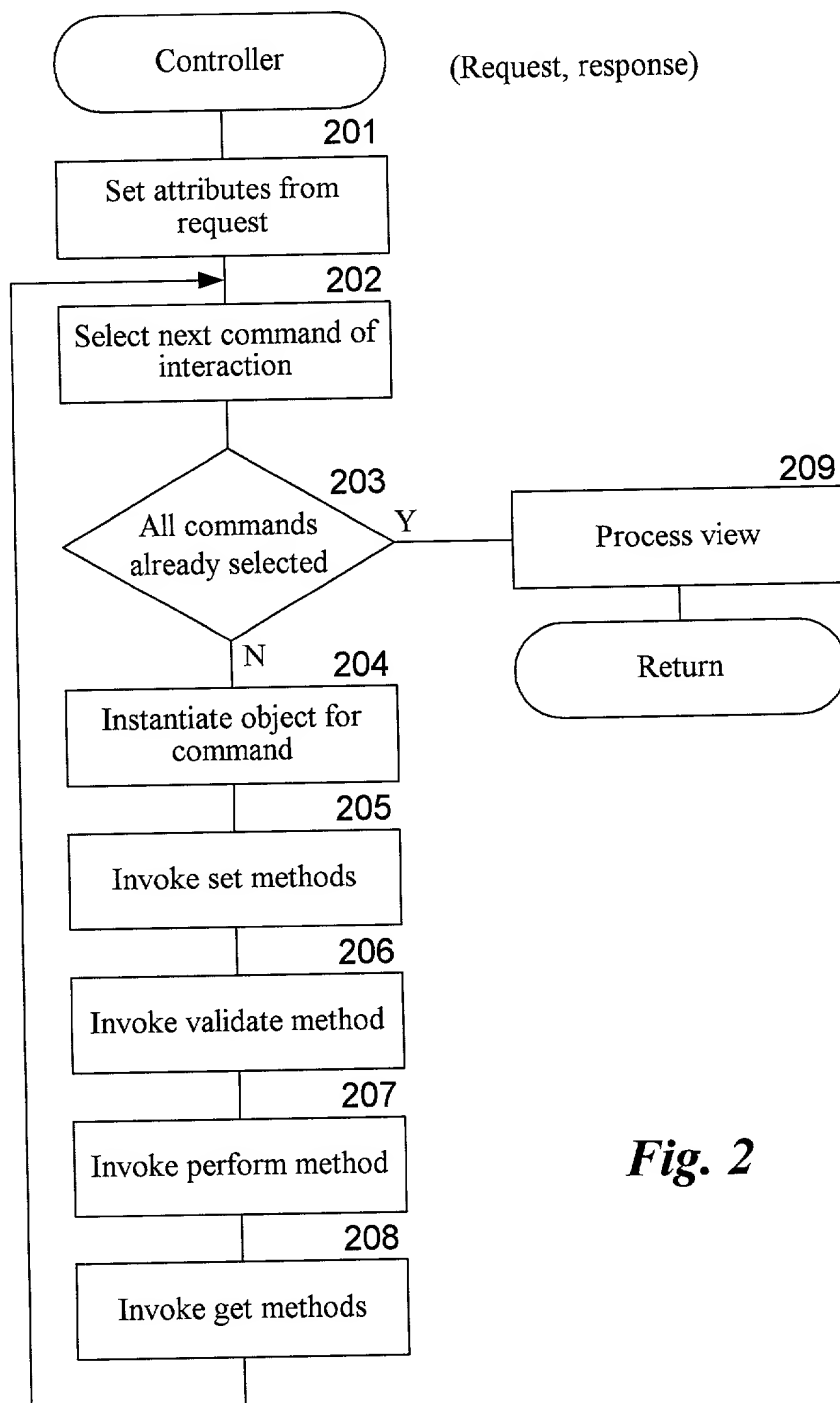 Controller
(Request, response)
201
Set attributes from
request
202
Select next command of
interaction
203
All commands
already selected
Y
N
209
Process view
Return
204
Instantiate object for
command
205
Invoke set methods
206
Invoke validate method
207
Invoke perform method
208
Invoke get methods
Fig. 2